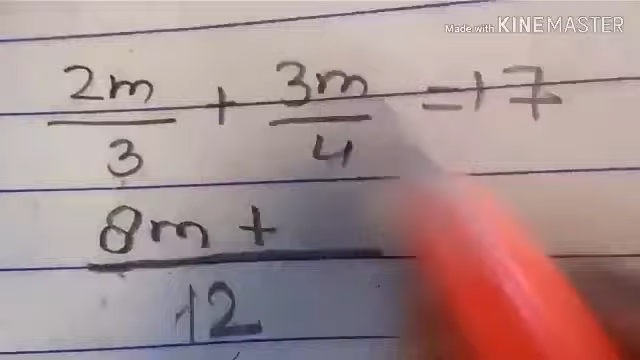 Made with KINEMASTER
2m/3 + 3m/4 = 17
8m + /12